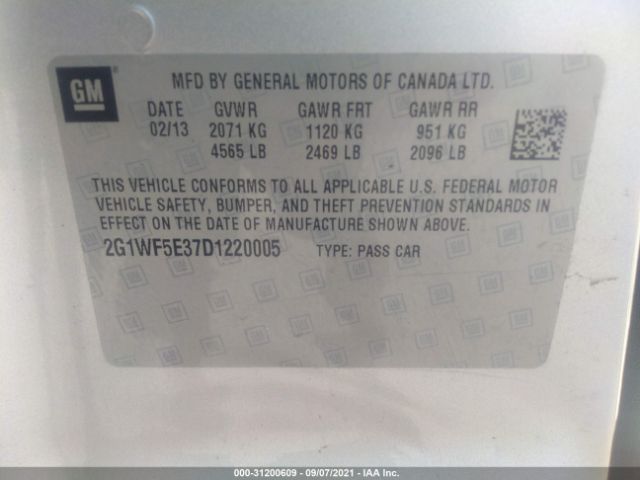 GM
MFD BY GENERAL MOTORS OF CANADA LTD.
DATE GVWR GAWR FRT GAWR RR
02/13 2071 KG 1120 KG 951 KG
4565 LB 2469 LB 2096 LB
THIS VEHICLE CONFORMS TO ALL APPLICABLE U.S. FEDERAL MOTOR
VEHICLE SAFETY, BUMPER, AND THEFT PREVENTION STANDARDS IN
EFFECT ON THE DATE OF MANUFACTURE SHOWN ABOVE.
2G1WF5E37D1220005 TYPE: PASS CAR
000-31200609 - 09/07/2021 - IAA Inc.